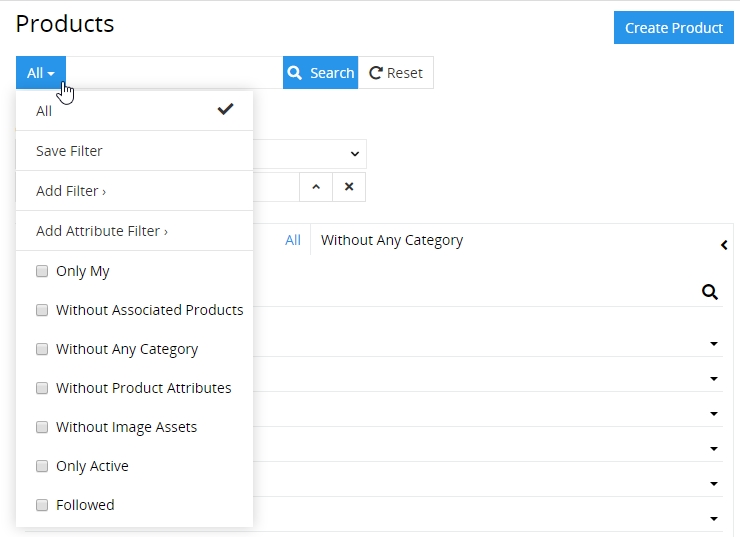 Products
Create Product
All
Search
Reset
All
Save Filter
Add Filter ›
Add Attribute Filter ›
All
Without Any Category
Only My
Without Associated Products
Without Any Category
Without Product Attributes
Without Image Assets
Only Active
Followed